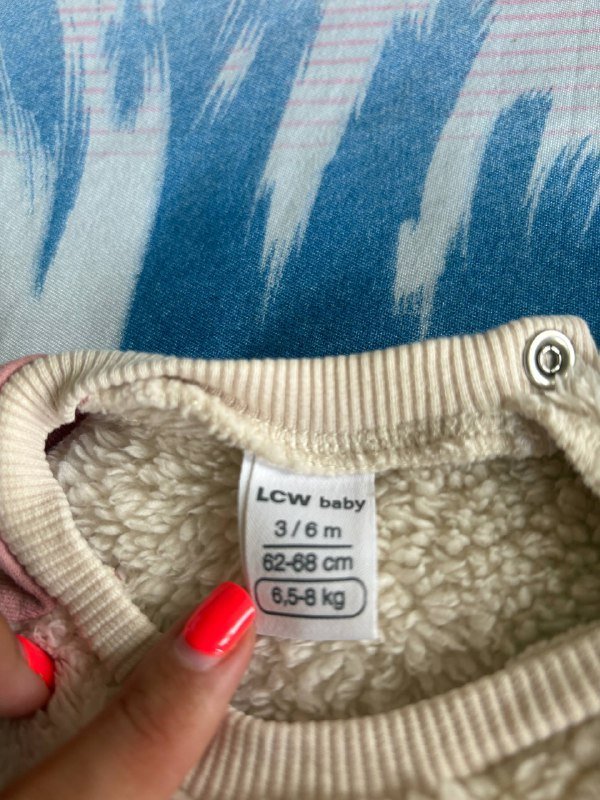 LCW baby
3/6 m
62-68 cm
6,5-8 kg